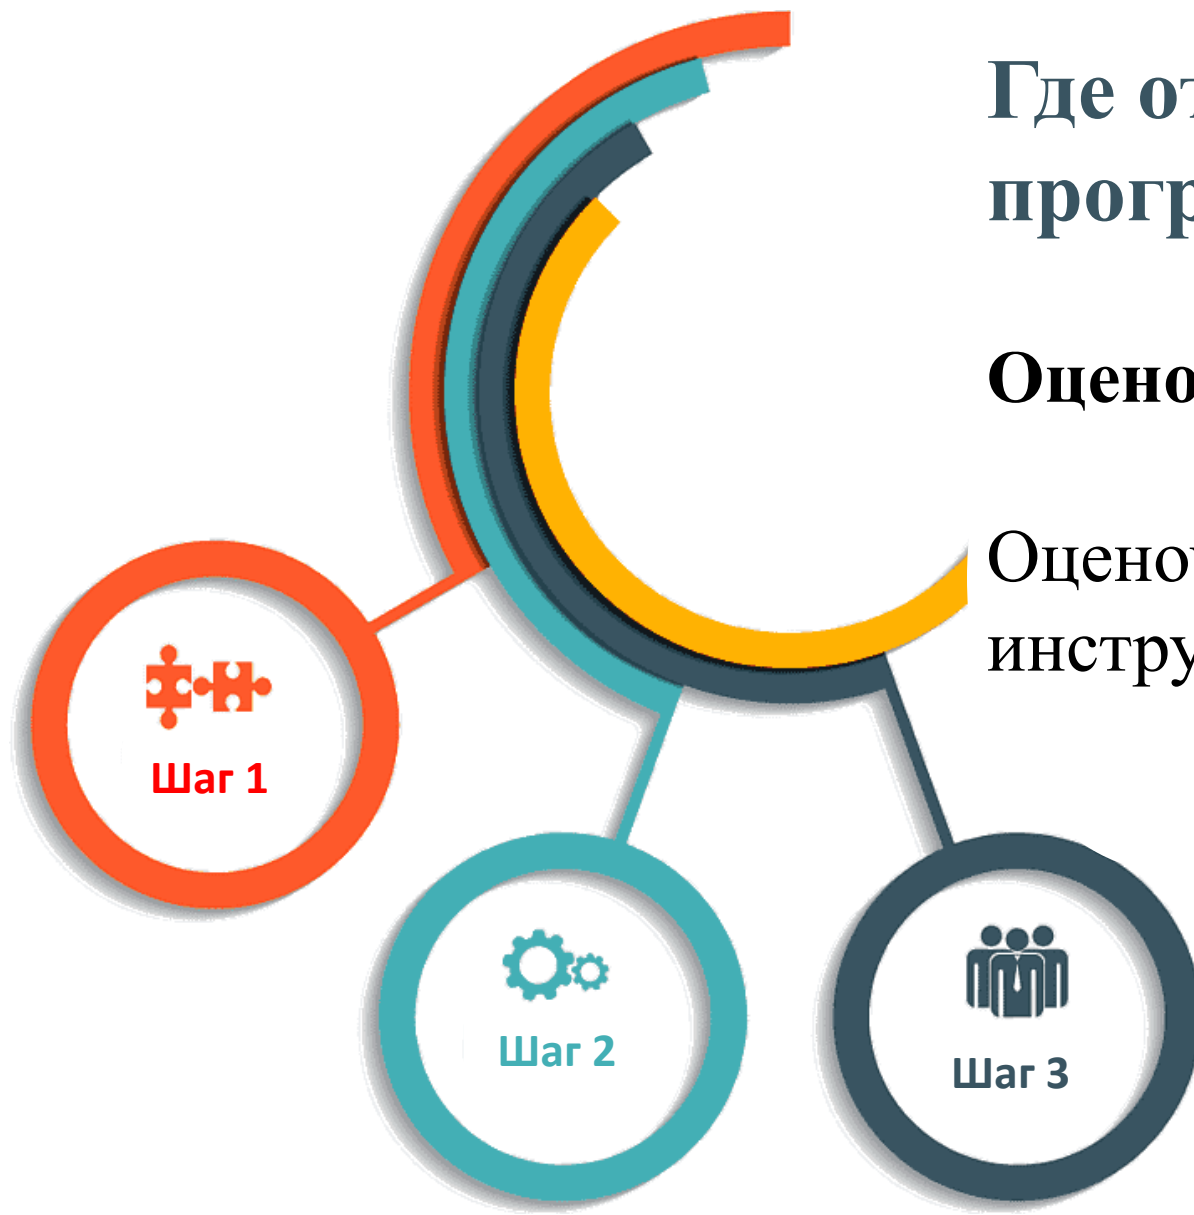 Где от
прогр
Оцено
Оценоч
инстру
Шаг 1
Шаг 2
Шаг 3